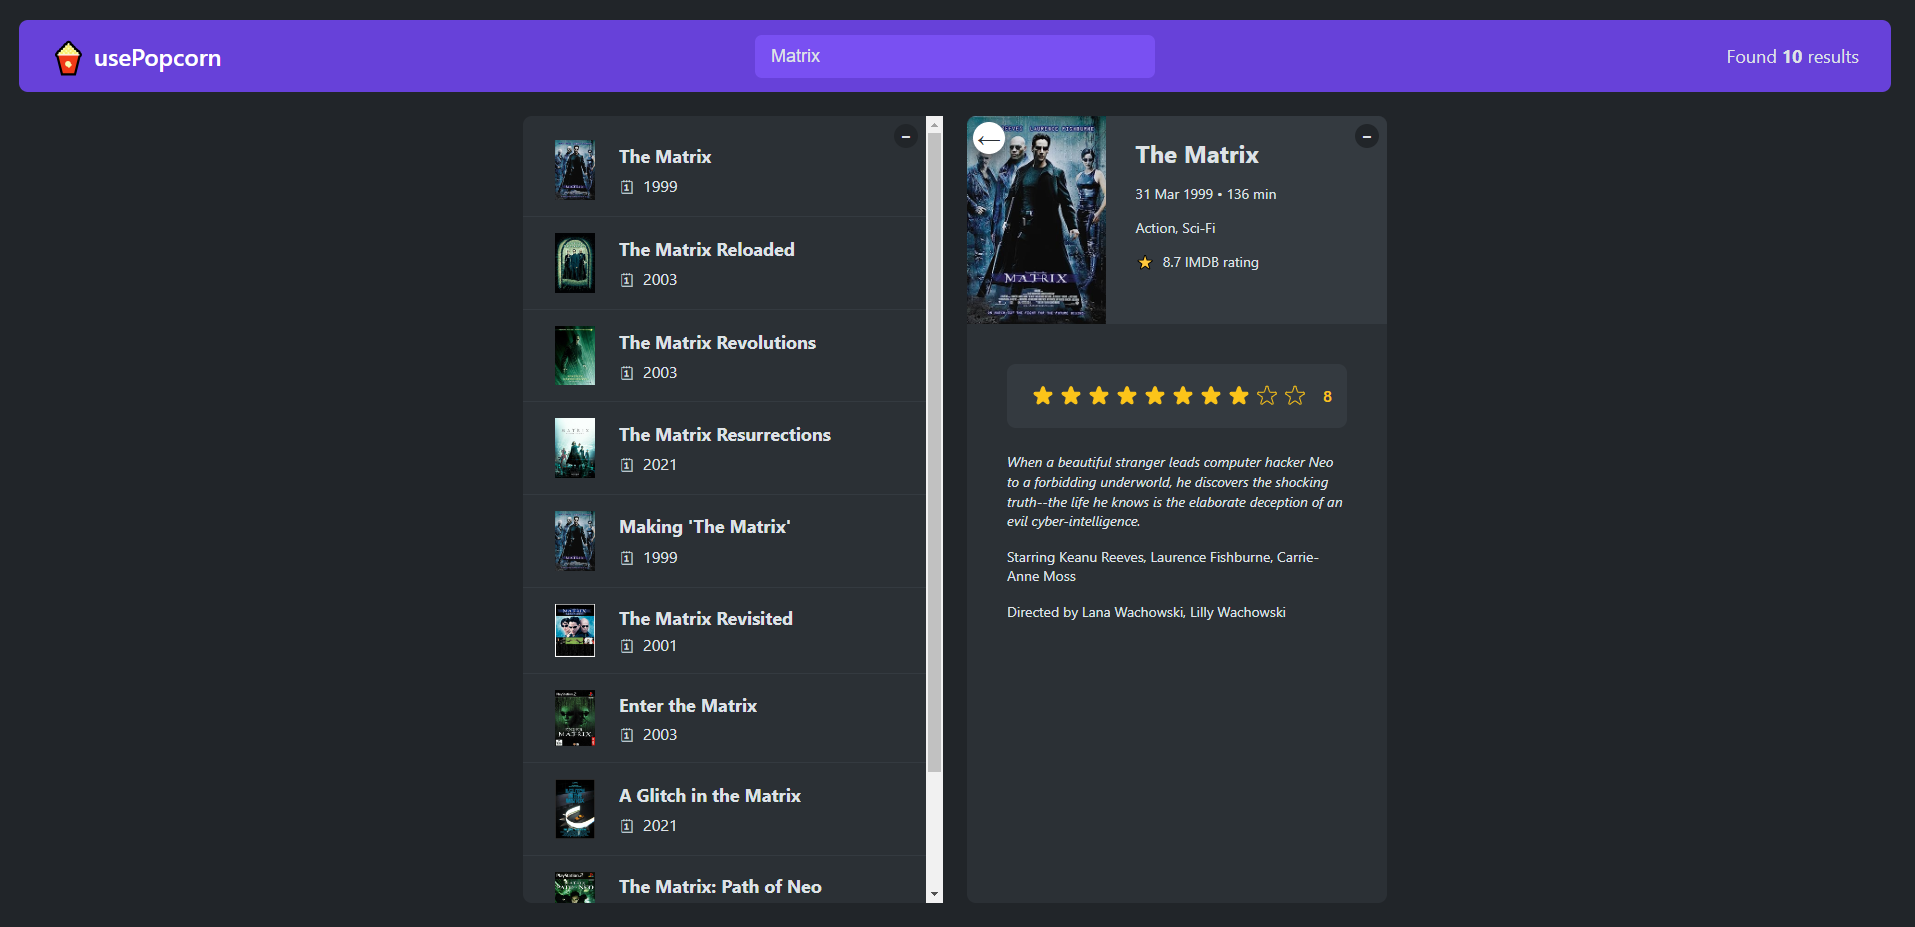 usePopcorn
Matrix
Found 10 results
The Matrix
1999
The Matrix Reloaded
2003
The Matrix Revolutions
2003
The Matrix Resurrections
2021
Making 'The Matrix'
1999
The Matrix Revisited
2001
Enter the Matrix
2003
A Glitch in the Matrix
2021
The Matrix: Path of Neo
LAURENCE FISHBURNE
MATRIX
The Matrix
31 Mar 1999 • 136 min
Action, Sci-Fi
8.7 IMDB rating
8
When a beautiful stranger leads computer hacker Neo
to a forbidding underworld, he discovers the shocking
truth--the life he knows is the elaborate deception of an
evil cyber-intelligence.
Starring Keanu Reeves, Laurence Fishburne, Carrie-
Anne Moss
Directed by Lana Wachowski, Lilly Wachowski